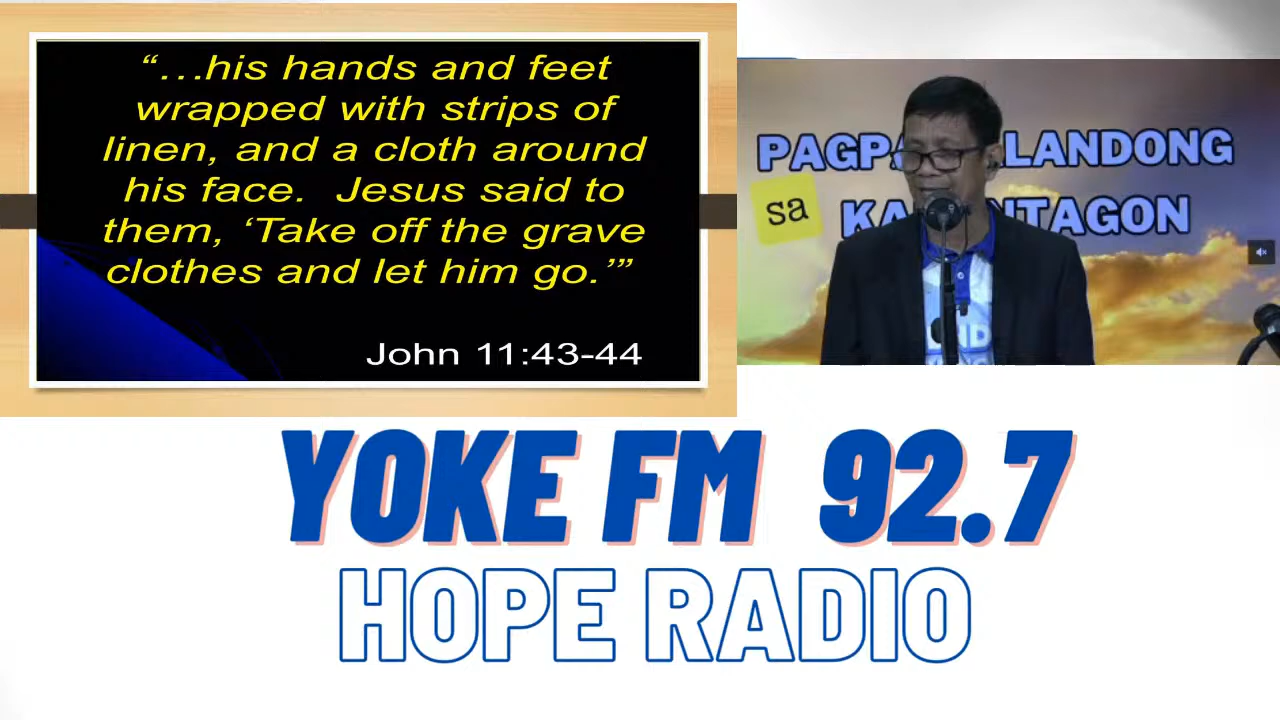 “…his hands and feet
wrapped with strips of
linen, and a cloth around
his face.  Jesus said to
them, ‘Take off the grave
clothes and let him go.’”
John 11:43-44
sa
YOKE FM 92.7
HOPE RADIO